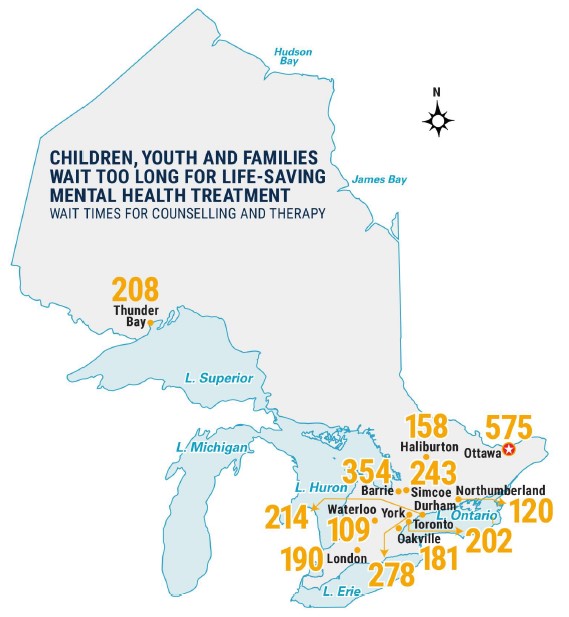 Hudson
Bay
N
CHILDREN, YOUTH AND FAMILIES
WAIT TOO LONG FOR LIFE-SAVING
MENTAL HEALTH TREATMENT
WAIT TIMES FOR COUNSELLING AND THERAPY
James Bay
208
Thunder
Bay
L. Superior
L. Michigan
158
Haliburton
575
Ottawa
354
Barrie
243
Simcoe
Northumberland
120
L. Huron
214
Waterloo
109
York
Durham
L. Ontario
Toronto
202
Oakville
181
190
London
278
L. Erie